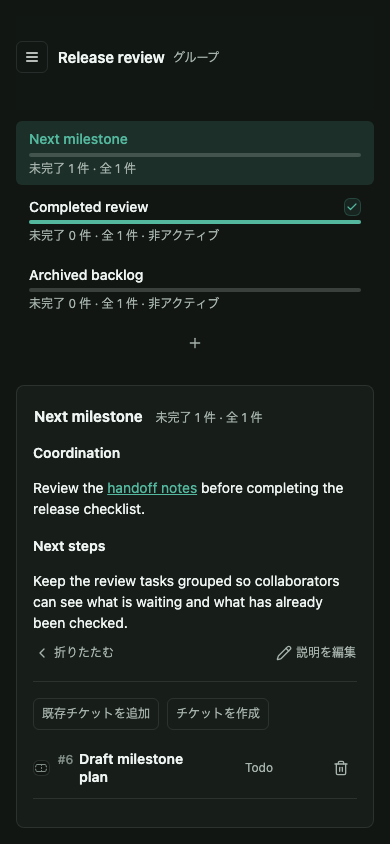 Release review グループ
Next milestone
未完了 1 件 · 全 1 件
Completed review
未完了 0 件 · 全 1 件 · 非アクティブ
Archived backlog
未完了 0 件 · 全 1 件 · 非アクティブ
Next milestone 未完了 1 件 · 全 1 件
Coordination
Review the handoff notes before completing the
release checklist.
Next steps
Keep the review tasks grouped so collaborators
can see what is waiting and what has already
been checked.
折りたたむ 説明を編集
既存チケットを追加 チケットを作成
#6 Draft milestone Todo
plan